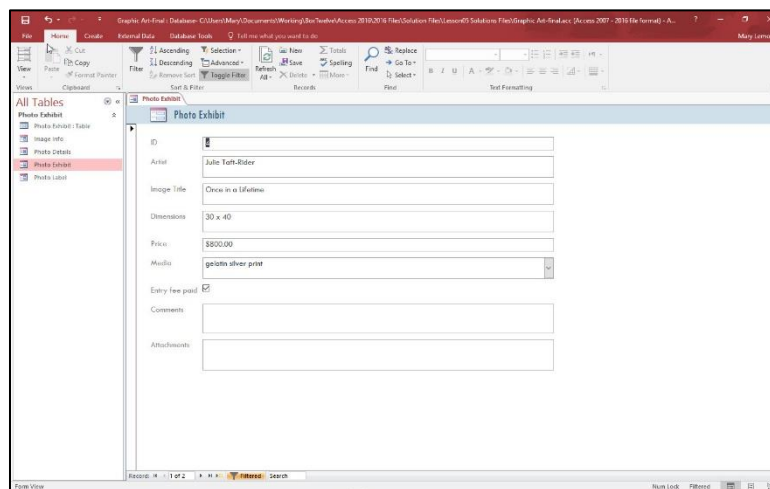 Graphic Art-final : Database- C:\Users\Mary\Documents\Working\BoxTwelve\Access 2019\2016 Files\Solution Files\Lesson05 Solutions Files\Graphic Art-final.acc (Access 2007 - 2016 file format) - A...
File Home Create External Data Database Tools Tell me what you want to do
View
Paste
Cut
Copy
Format Painter
Filter
Ascending
Descending
Remove Sort
Selection
Advanced
Toggle Filter
Refresh All
New
Save
Delete
Totals
Spelling
More
Find
Replace
Go To
Select
B I U
Views Clipboard Sort & Filter Records Find Text Formatting
All Tables
Photo Exhibit
Photo Exhibit : Table
Image Info
Photo Details
Photo Exhibit
Photo Label
Photo Exhibit
Photo Exhibit
ID
Artist Julie Taft-Rider
Image Title Once in a Lifetime
Dimensions 30 x 40
Price $800.00
Media gelatin silver print
Entry fee paid
Comments
Attachments
Record: 1 of 2 Filtered Search
Form View Num Lock Filtered